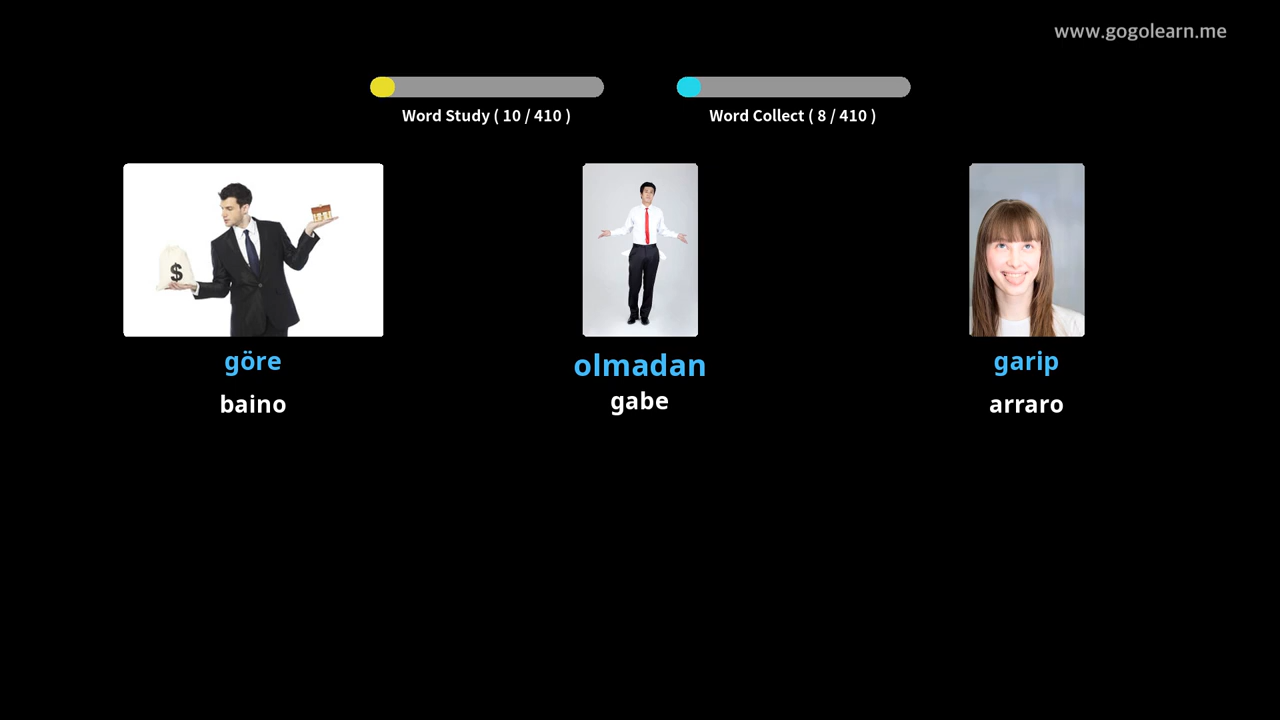 www.gogolearn.me
Word Study ( 10 / 410 )
Word Collect ( 8 / 410 )
$
göre
olmadan
garip
baino
gabe
arraro